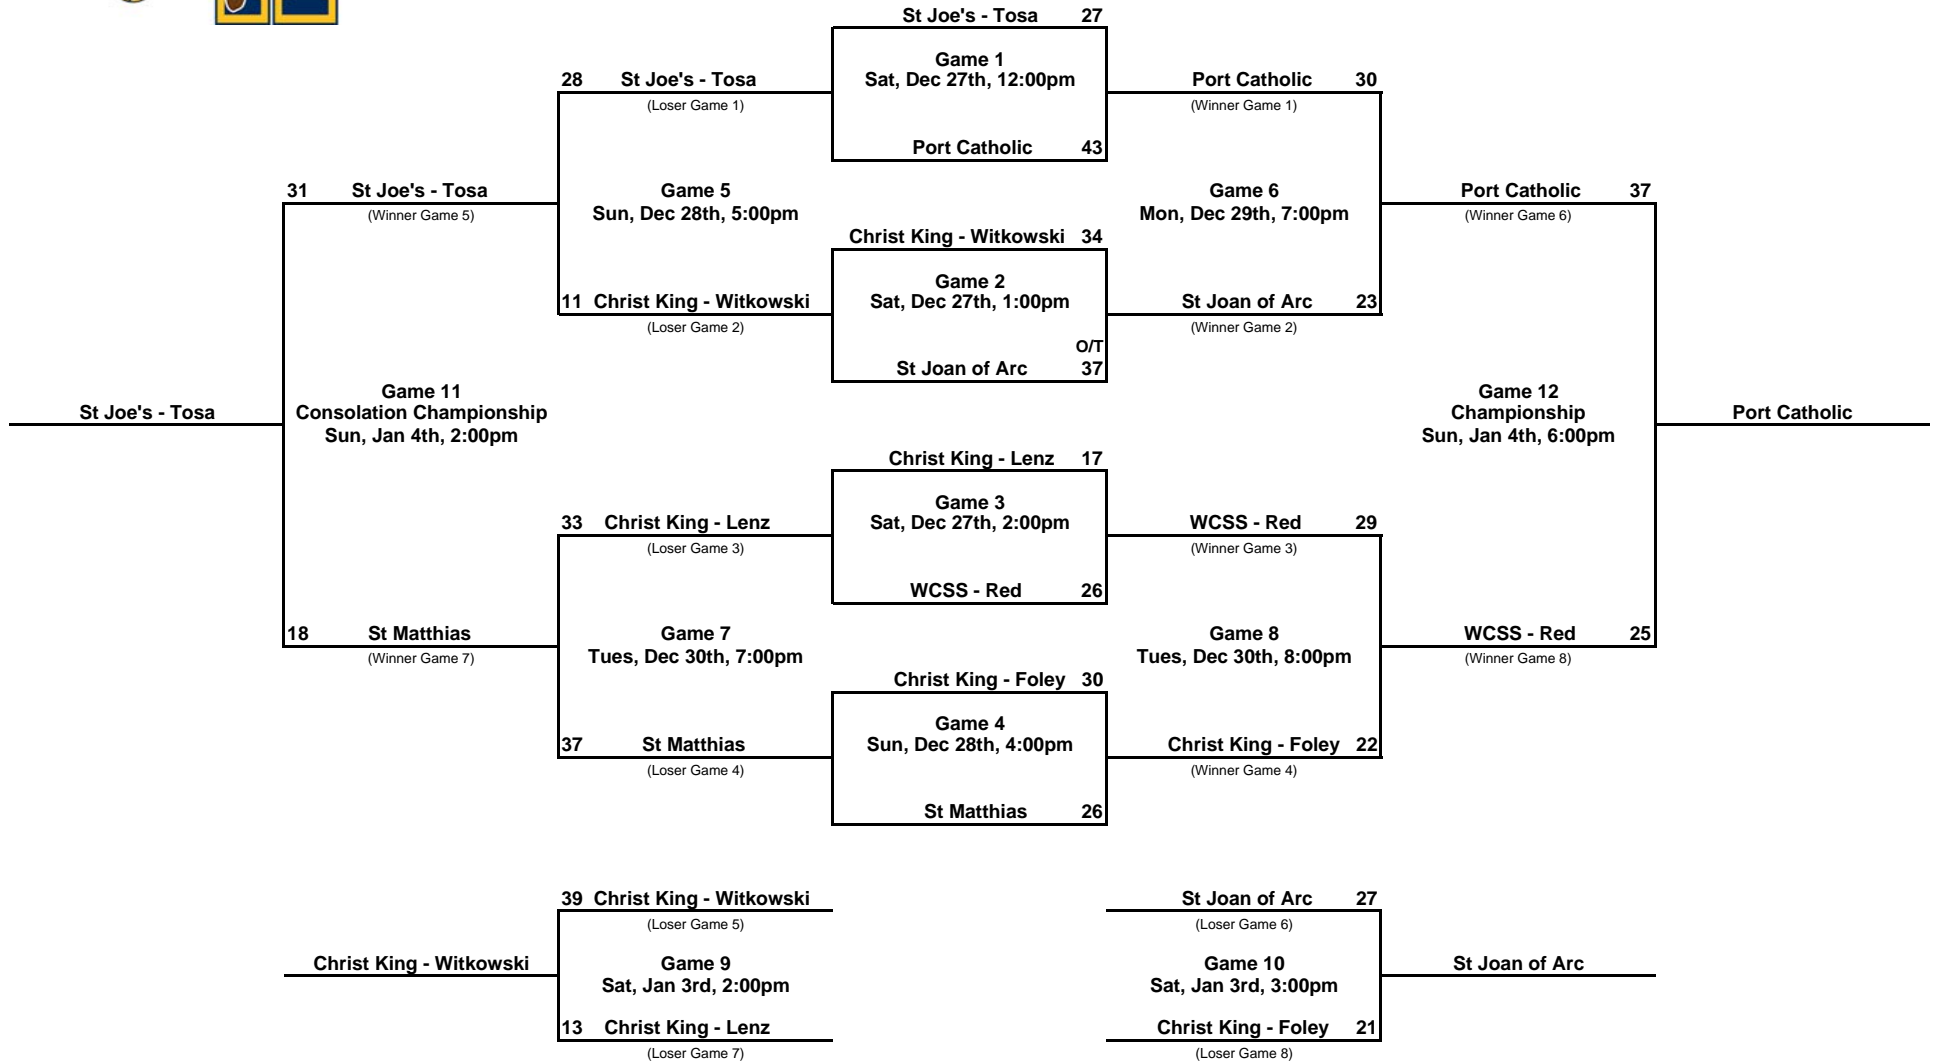 St Joe's - Tosa 27
Game 1
Sat, Dec 27th, 12:00pm
28 St Joe's - Tosa
(Loser Game 1)
Port Catholic 30
(Winner Game 1)
Port Catholic 43
31 St Joe's - Tosa
(Winner Game 5)
Game 5
Sun, Dec 28th, 5:00pm
Game 6
Mon, Dec 29th, 7:00pm
Port Catholic 37
(Winner Game 6)
Christ King - Witkowski 34
Game 2
Sat, Dec 27th, 1:00pm
11 Christ King - Witkowski
(Loser Game 2)
St Joan of Arc 23
(Winner Game 2)
O/T
St Joan of Arc 37
St Joe's - Tosa
Game 11
Consolation Championship
Sun, Jan 4th, 2:00pm
Game 12
Championship
Sun, Jan 4th, 6:00pm
Port Catholic
Christ King - Lenz 17
Game 3
Sat, Dec 27th, 2:00pm
33 Christ King - Lenz
(Loser Game 3)
WCSS - Red 29
(Winner Game 3)
WCSS - Red 26
18 St Matthias
(Winner Game 7)
Game 7
Tues, Dec 30th, 7:00pm
Game 8
Tues, Dec 30th, 8:00pm
WCSS - Red 25
(Winner Game 8)
Christ King - Foley 30
Game 4
Sun, Dec 28th, 4:00pm
37 St Matthias
(Loser Game 4)
Christ King - Foley 22
(Winner Game 4)
St Matthias 26
39 Christ King - Witkowski
(Loser Game 5)
St Joan of Arc 27
(Loser Game 6)
Christ King - Witkowski
Game 9
Sat, Jan 3rd, 2:00pm
Game 10
Sat, Jan 3rd, 3:00pm
St Joan of Arc
13 Christ King - Lenz
(Loser Game 7)
Christ King - Foley 21
(Loser Game 8)